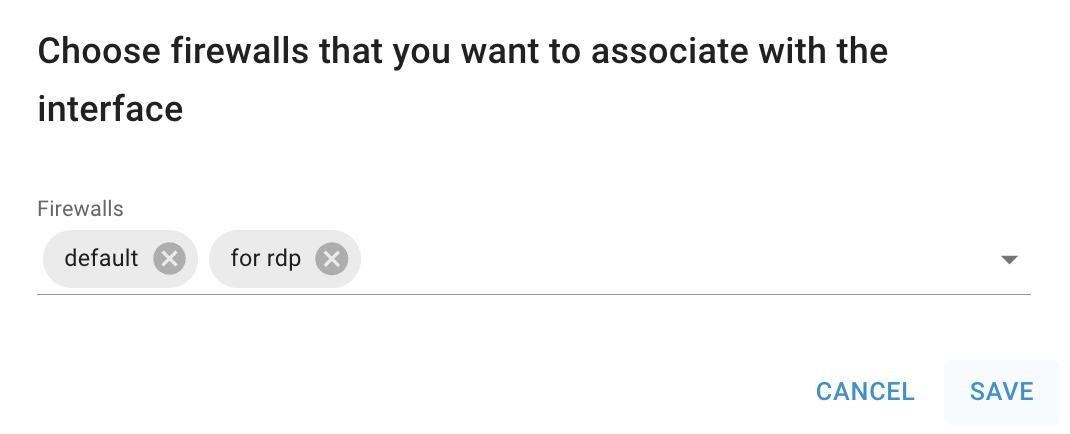 Choose firewalls that you want to associate with the
interface
Firewalls
default for rdp
CANCEL SAVE